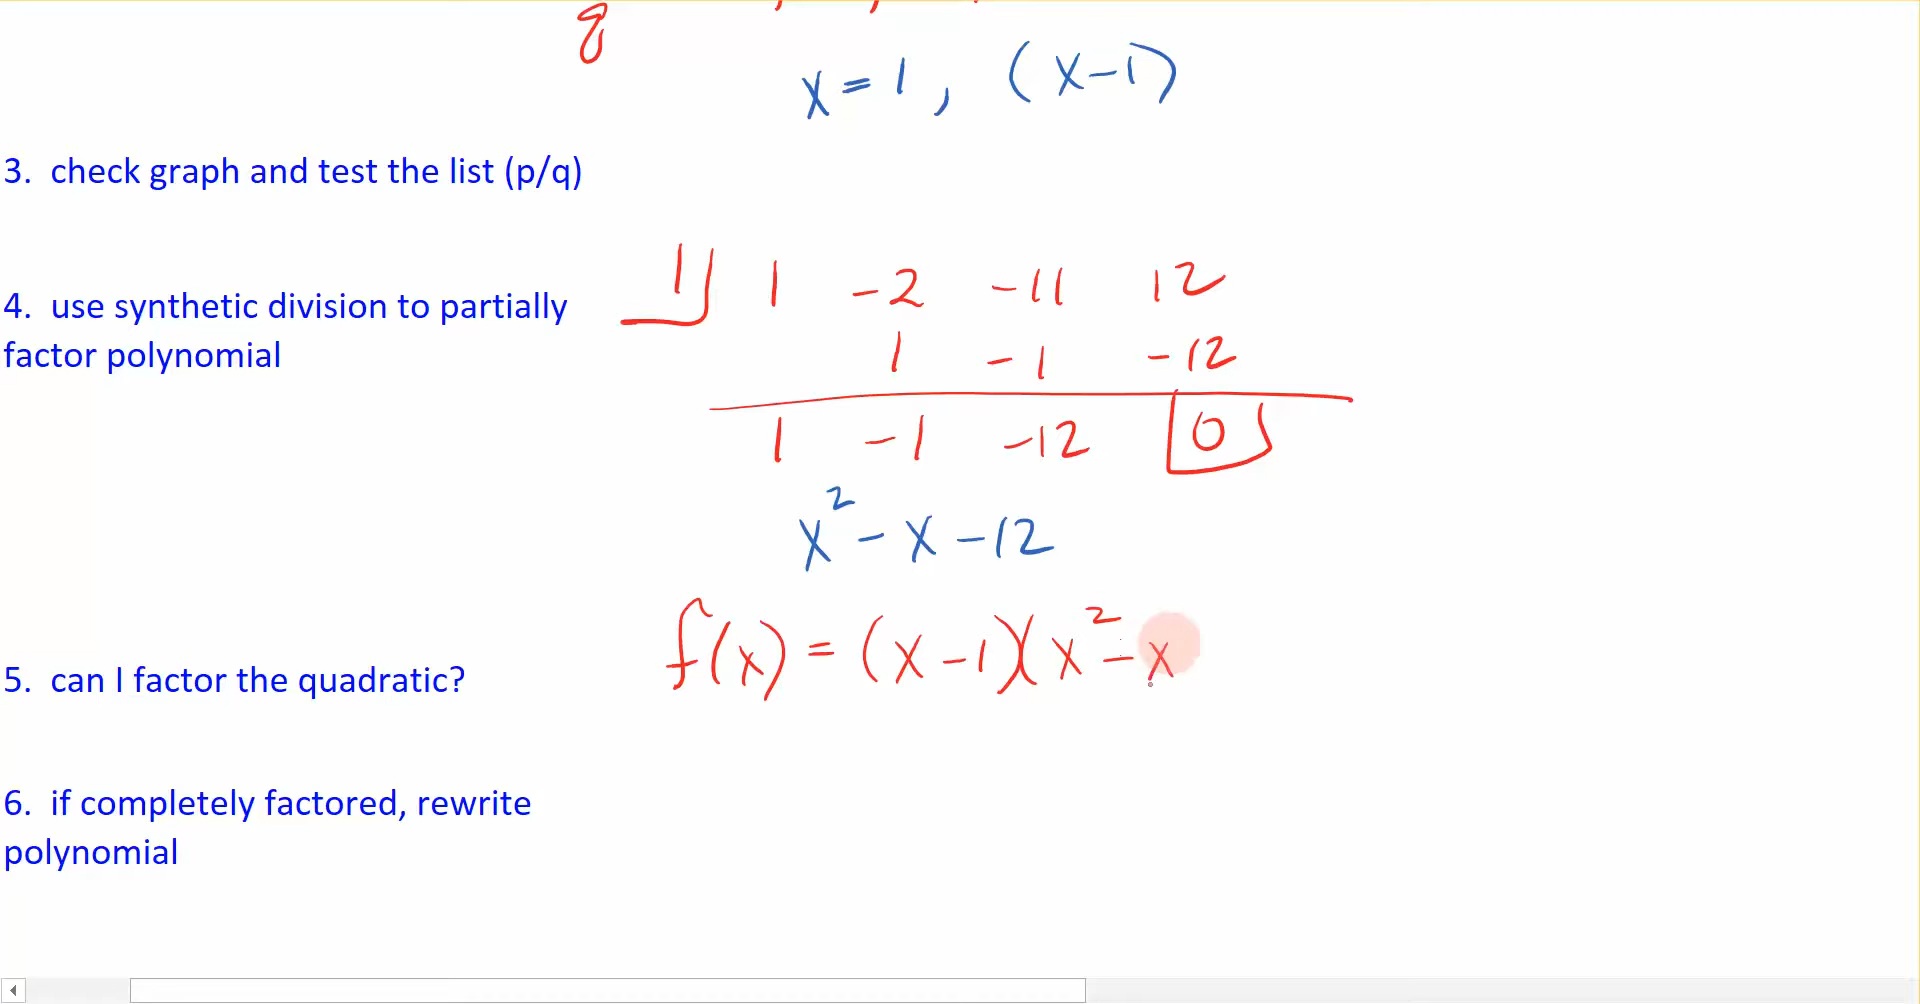 q
x = 1 , (x-1)
3. check graph and test the list (p/q)
1 1 -2 -11 12
4. use synthetic division to partially
factor polynomial
1 -1 -12
1 -1 -12 0
x² - x - 12
f(x) = (x-1)(x² - x
5. can I factor the quadratic?
6. if completely factored, rewrite
polynomial